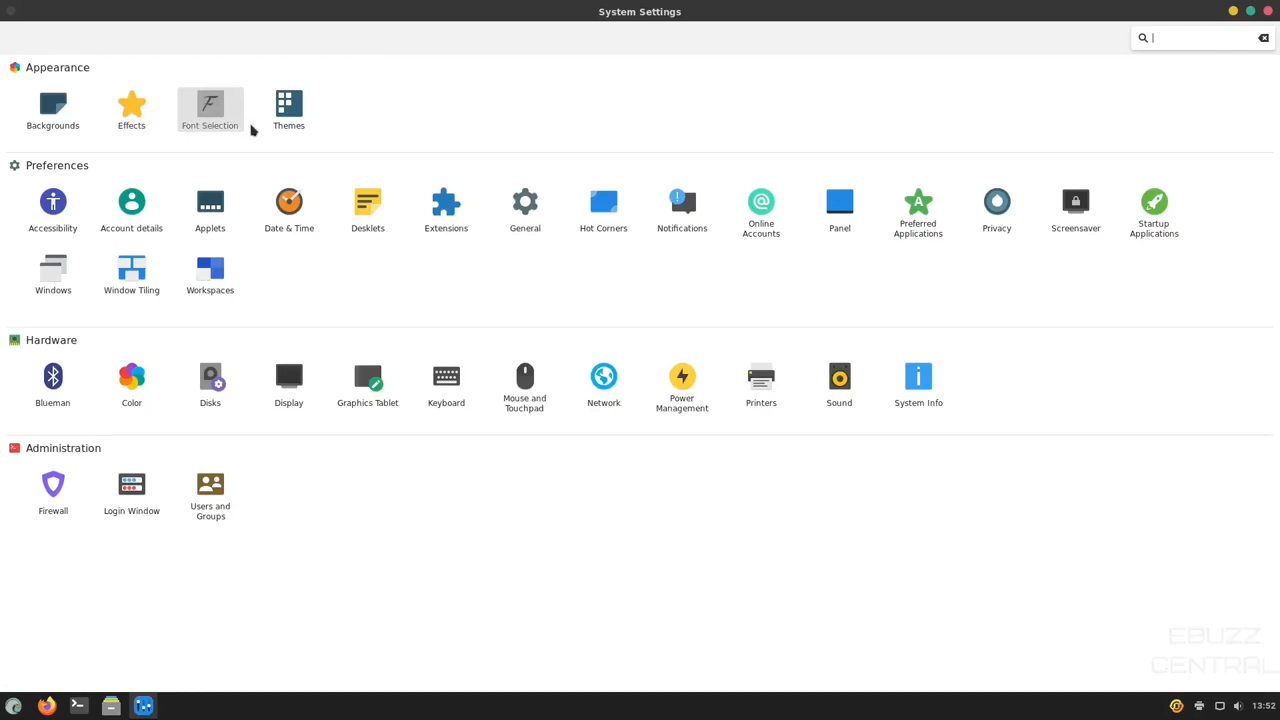 System Settings
Appearance
Backgrounds
Effects
Font Selection
Themes
Preferences
Accessibility
Account details
Applets
Date & Time
Desklets
Extensions
General
Hot Corners
Notifications
Online
Accounts
Panel
Preferred
Applications
Privacy
Screensaver
Startup
Applications
Windows
Window Tiling
Workspaces
Hardware
Blueman
Color
Disks
Display
Graphics Tablet
Keyboard
Mouse and
Touchpad
Network
Power
Management
Printers
Sound
System Info
Administration
Firewall
Login Window
Users and
Groups
EBUZZ
CENTRAL
13:52